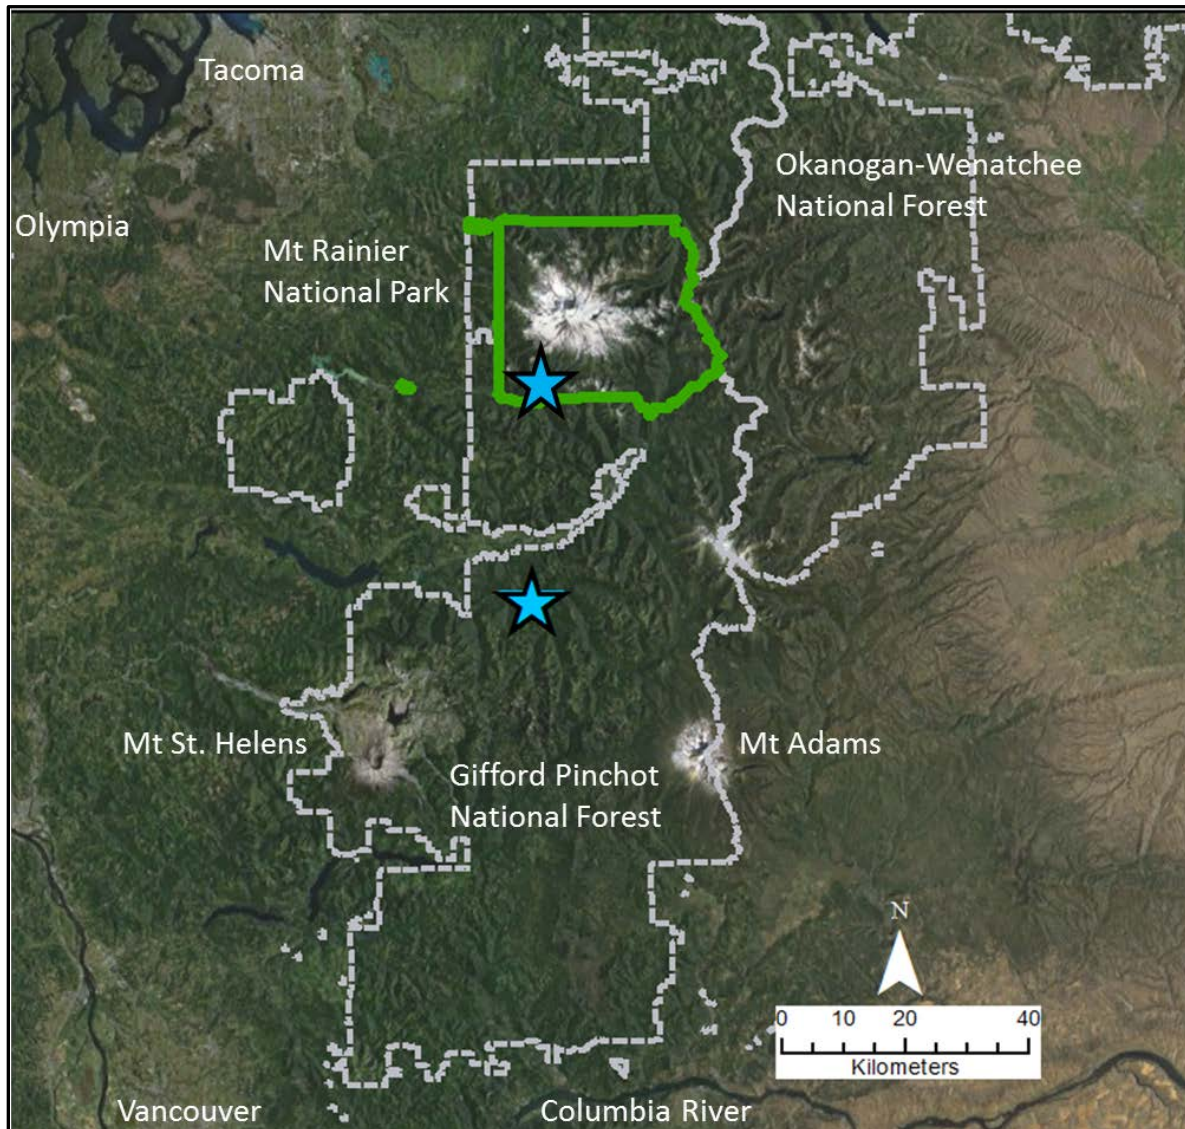 Tacoma
Okanogan-Wenatchee
National Forest
Olympia
Mt Rainier
National Park
Mt St. Helens
Mt Adams
Gifford Pinchot
National Forest
N
0 10 20 40
Kilometers
Vancouver
Columbia River